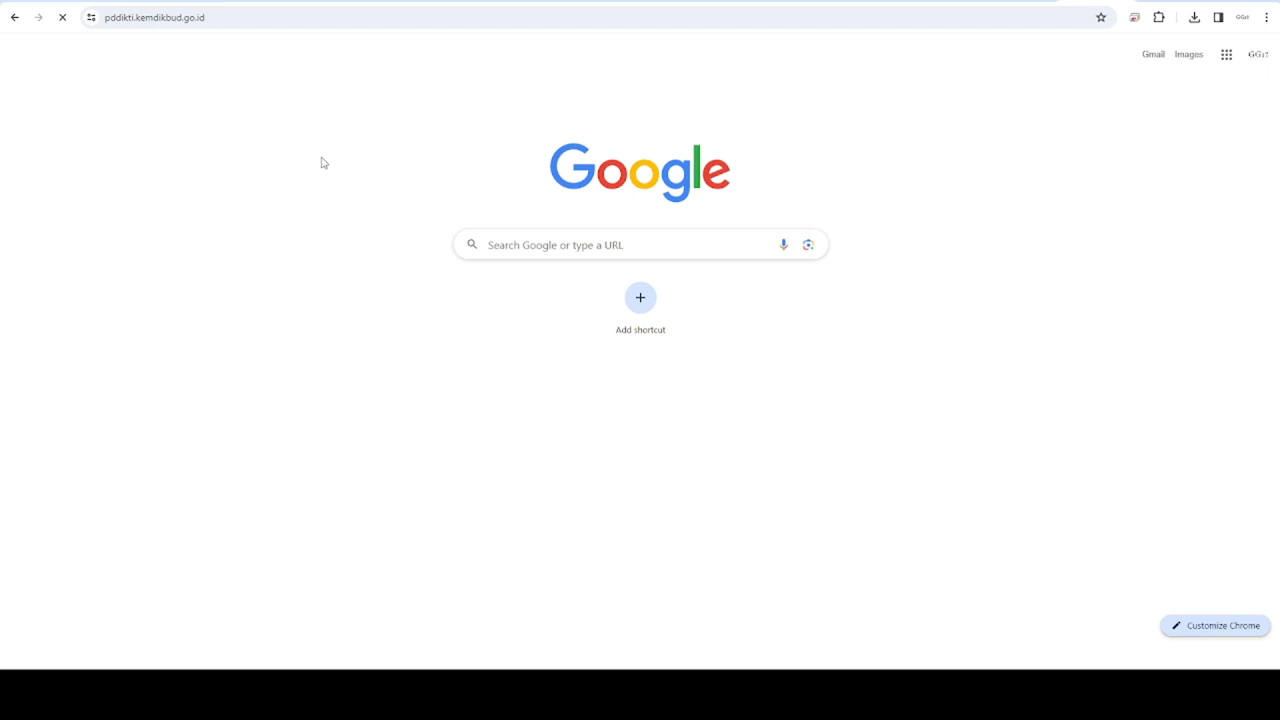 pddikti.kemdikbud.go.id
Gmail Images
Google
Search Google or type a URL
Add shortcut
Customize Chrome